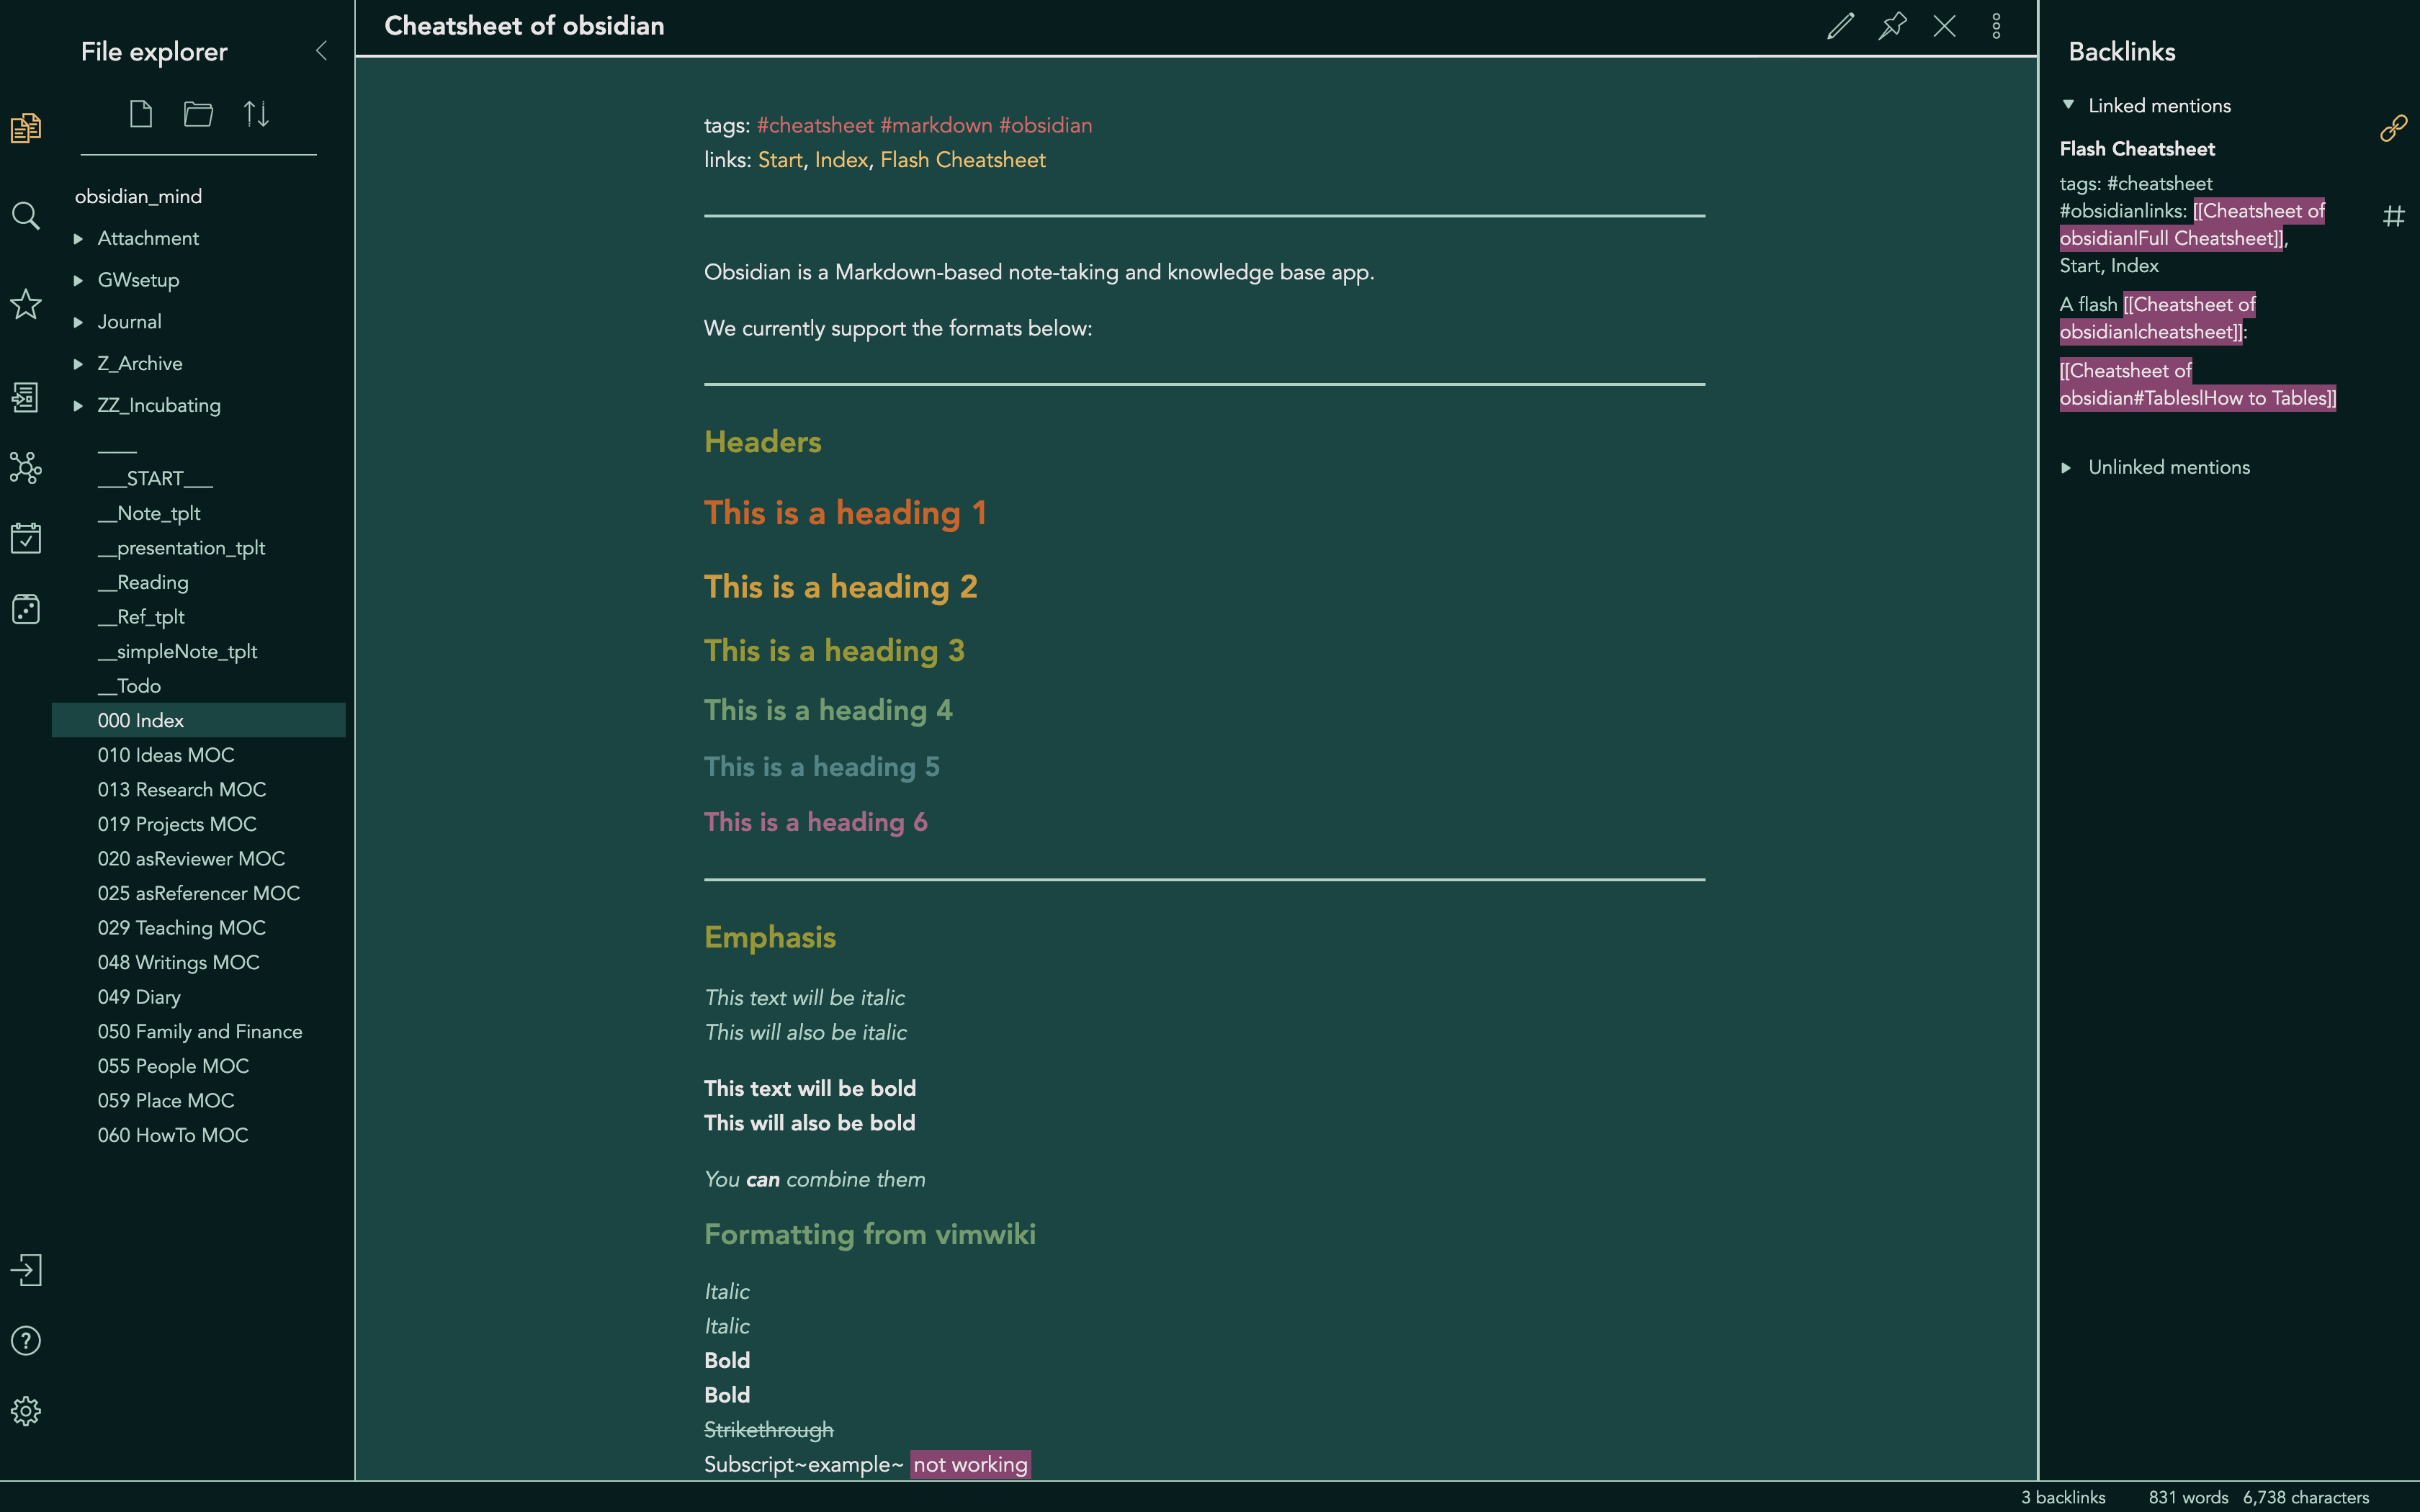 File explorer
obsidian_mind
Attachment
GWsetup
Journal
Z_Archive
ZZ_Incubating
____
___START___
__Note_tplt
__presentation_tplt
__Reading
__Ref_tplt
__simpleNote_tplt
__Todo
000 Index
010 Ideas MOC
013 Research MOC
019 Projects MOC
020 asReviewer MOC
025 asReferencer MOC
029 Teaching MOC
048 Writings MOC
049 Diary
050 Family and Finance
055 People MOC
059 Place MOC
060 HowTo MOC
Cheatsheet of obsidian
tags: #cheatsheet #markdown #obsidian
links: Start, Index, Flash Cheatsheet
Obsidian is a Markdown-based note-taking and knowledge base app.
We currently support the formats below:
Headers
This is a heading 1
This is a heading 2
This is a heading 3
This is a heading 4
This is a heading 5
This is a heading 6
Emphasis
This text will be italic
This will also be italic
This text will be bold
This will also be bold
You can combine them
Formatting from vimwiki
Italic
Italic
Bold
Bold
Strikethrough
Subscript~example~ not working
Backlinks
Linked mentions
Flash Cheatsheet
tags: #cheatsheet
#obsidianlinks: [[Cheatsheet of
obsidian|Full Cheatsheet]],
Start, Index
A flash [[Cheatsheet of
obsidian|cheatsheet]]:
[[Cheatsheet of
obsidian#Tables|How to Tables]]
Unlinked mentions
3 backlinks 831 words 6,738 characters